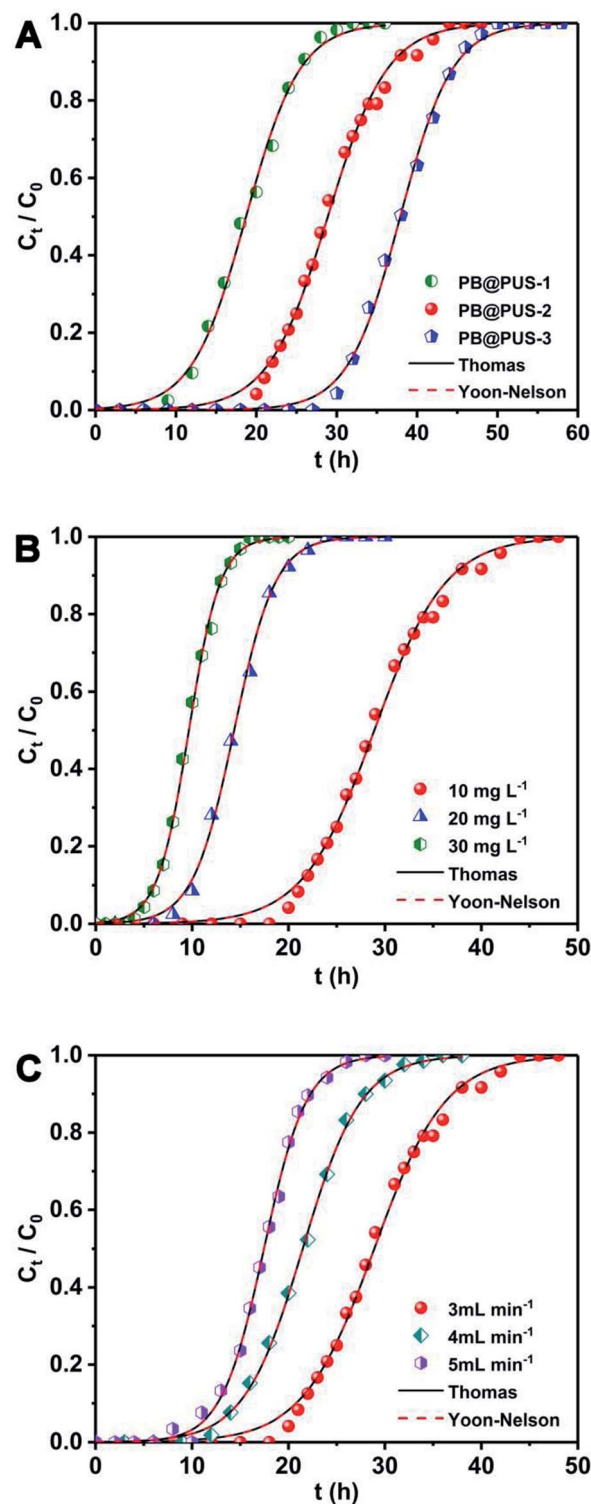 A
1.0
0.8
0.6
0.4
0.2
0.0
C_t / C_0
PB@PUS-1
PB@PUS-2
PB@PUS-3
Thomas
Yoon-Nelson
0 10 20 30 40 50 60
t (h)
B
1.0
0.8
0.6
0.4
0.2
0.0
C_t / C_0
10 mg L⁻¹
20 mg L⁻¹
30 mg L⁻¹
Thomas
Yoon-Nelson
0 10 20 30 40 50
t (h)
C
1.0
0.8
0.6
0.4
0.2
0.0
C_t / C_0
3mL min⁻¹
4mL min⁻¹
5mL min⁻¹
Thomas
Yoon-Nelson
0 10 20 30 40 50
t (h)